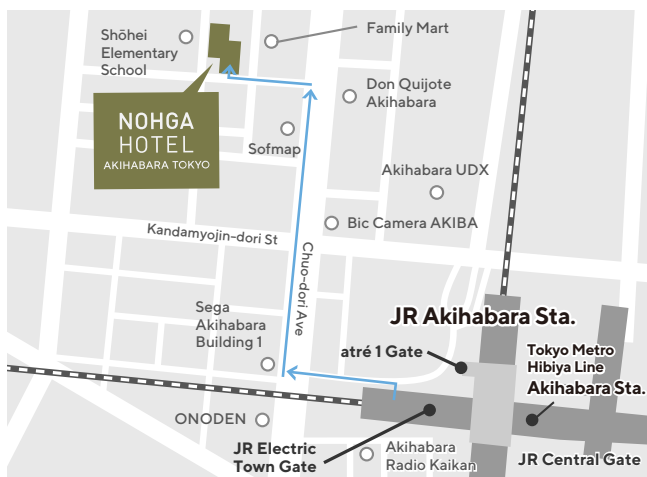 Shōhei
Elementary
School
Family Mart
Don Quijote
Akihabara
NOHGA
HOTEL
AKIHABARA TOKYO
Sofmap
Akihabara UDX
Bic Camera AKIBA
Kandamyojin-dori St
Chuo-dori Ave
Sega
Akihabara
Building 1
JR Akihabara Sta.
atré 1 Gate
Tokyo Metro
Hibiya Line
Akihabara Sta.
ONODEN
JR Electric
Town Gate
Akihabara
Radio Kaikan
JR Central Gate